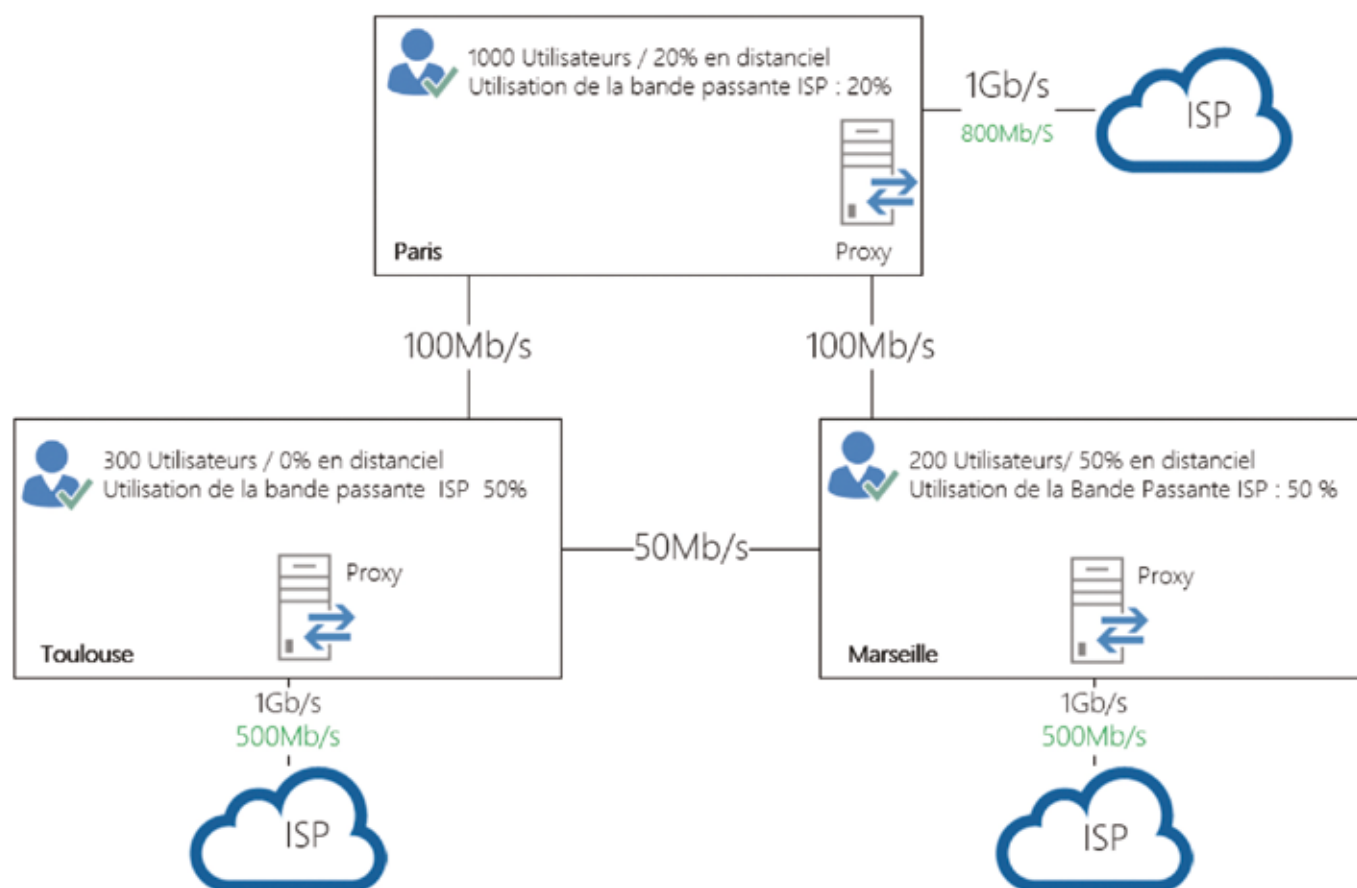 1000 Utilisateurs / 20% en distanciel
Utilisation de la bande passante ISP : 20%
1Gb/s
800Mb/S
ISP
Paris
Proxy
100Mb/s
100Mb/s
300 Utilisateurs / 0% en distanciel
Utilisation de la bande passante ISP 50%
Proxy
Toulouse
50Mb/s
200 Utilisateurs/ 50% en distanciel
Utilisation de la Bande Passante ISP : 50 %
Proxy
Marseille
1Gb/s
500Mb/s
ISP
1Gb/s
500Mb/s
ISP